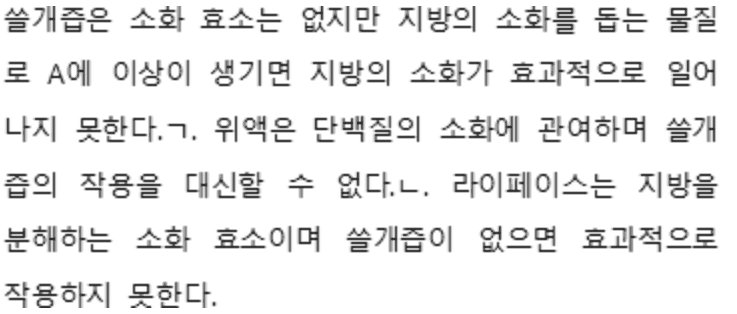 쓸개즙은 소화 효소는 없지만 지방의 소화를 돕는 물질
로 A에 이상이 생기면 지방의 소화가 효과적으로 일어
나지 못한다.ㄱ. 위액은 단백질의 소화에 관여하며 쓸개
즙의 작용을 대신할 수 없다.ㄴ. 라이페이스는 지방을
분해하는 소화 효소이며 쓸개즙이 없으면 효과적으로
작용하지 못한다.